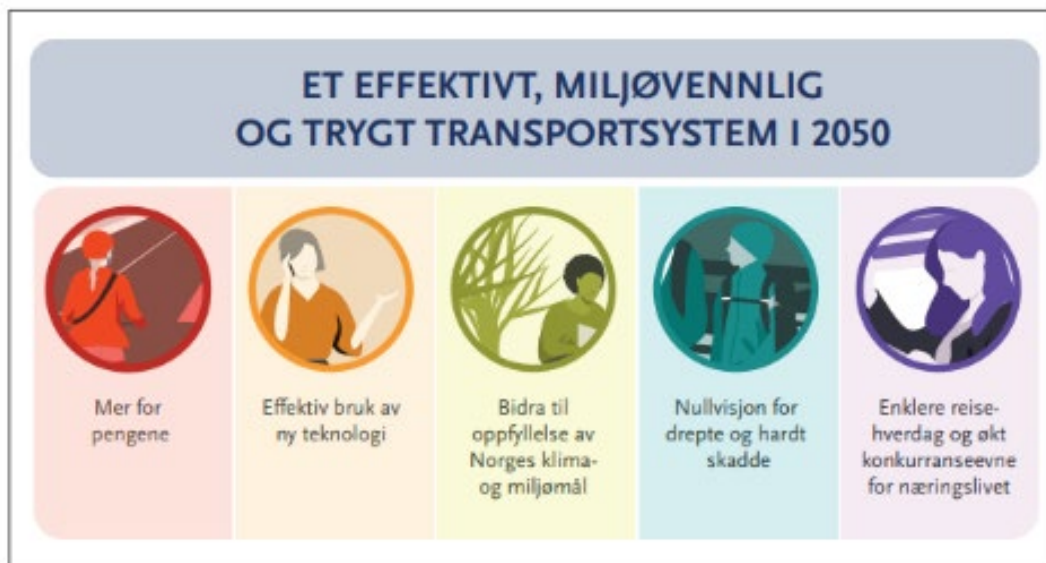 ET EFFEKTIVT, MILJØVENNLIG
OG TRYGT TRANSPORTSYSTEM I 2050
Mer for
pengene
Effektiv bruk av
ny teknologi
Bidra til
oppfyllelse av
Norges klima-
og miljømål
Nullvisjon for
drepte og hardt
skadde
Enklere reise-
hverdag og økt
konkurranseevne
for næringslivet